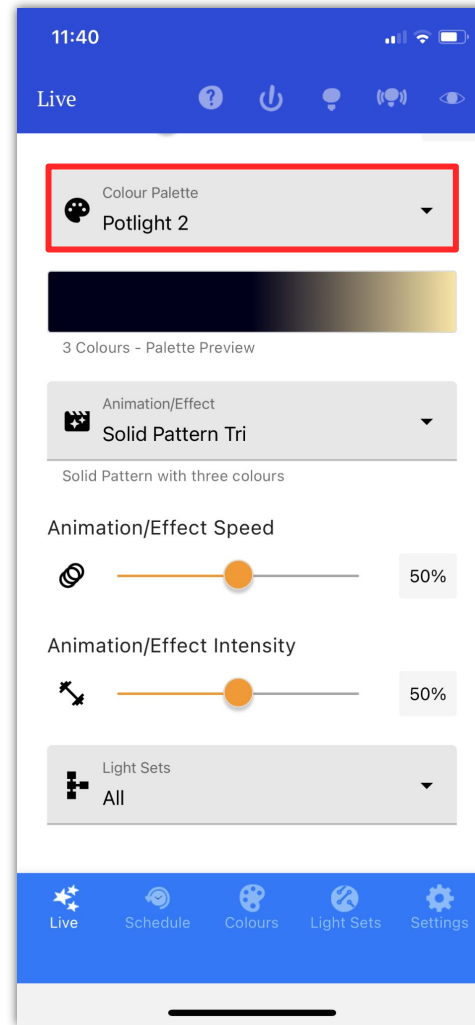 11:40
Live
Colour Palette
Potlight 2
3 Colours - Palette Preview
Animation/Effect
Solid Pattern Tri
Solid Pattern with three colours
Animation/Effect Speed
50%
Animation/Effect Intensity
50%
Light Sets
All
Live Schedule Colours Light Sets Settings